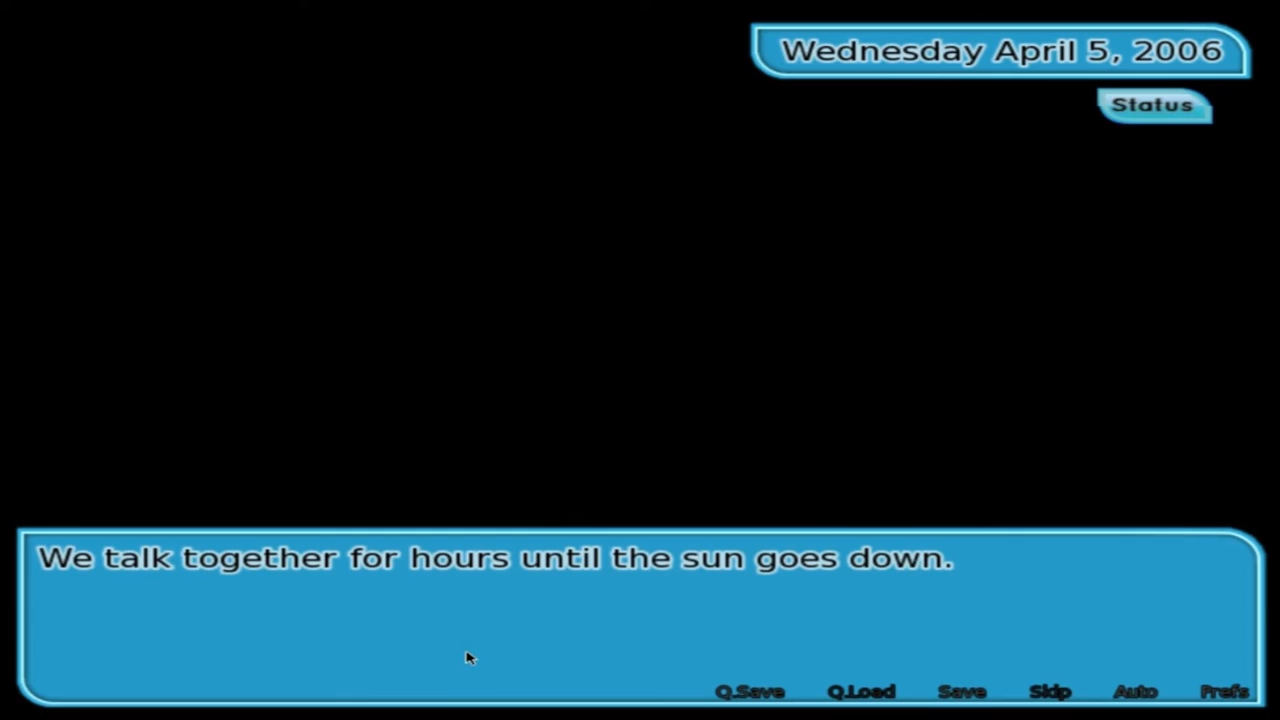 Wednesday April 5, 2006
Status
We talk together for hours until the sun goes down.
Q.Save Q.Load Save Skip Auto Prefs